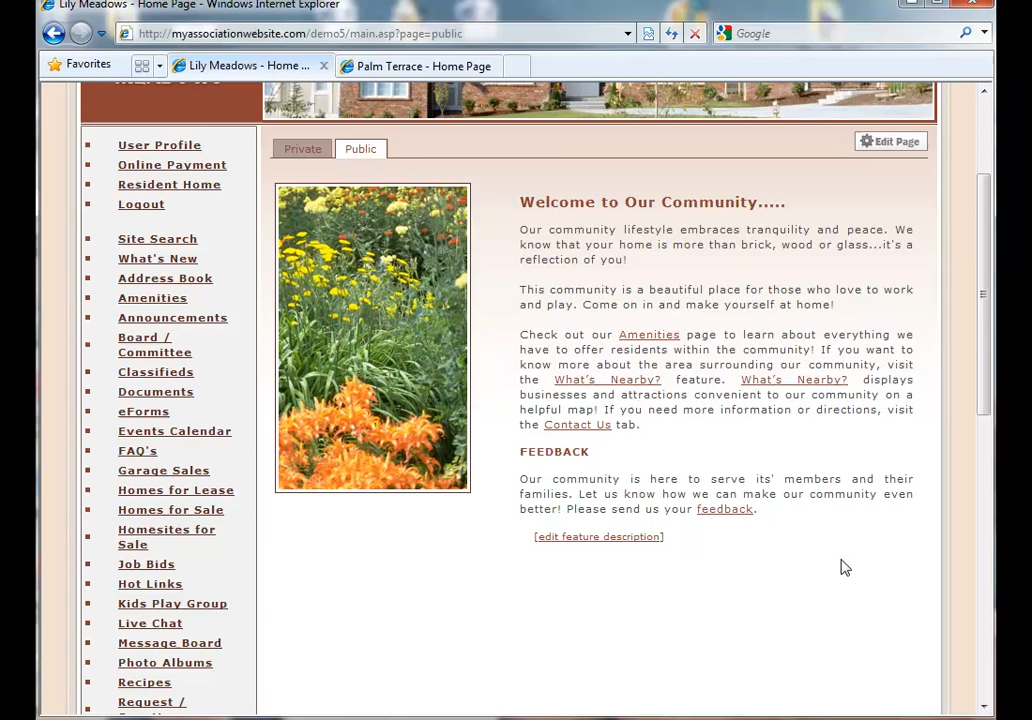 Lily Meadows - Home Page - Windows Internet Explorer
http://myassociationwebsite.com/demo5/main.asp?page=public
Google
Favorites
Lily Meadows - Home ...
Palm Terrace - Home Page
User Profile
Online Payment
Resident Home
Logout
Site Search
What's New
Address Book
Amenities
Announcements
Board /
Committee
Classifieds
Documents
eForms
Events Calendar
FAQ's
Garage Sales
Homes for Lease
Homes for Sale
Homesites for
Sale
Job Bids
Hot Links
Kids Play Group
Live Chat
Message Board
Photo Albums
Recipes
Request /
Private
Public
Edit Page
Welcome to Our Community.....
Our community lifestyle embraces tranquility and peace. We
know that your home is more than brick, wood or glass...it's a
reflection of you!
This community is a beautiful place for those who love to work
and play. Come on in and make yourself at home!
Check out our Amenities page to learn about everything we
have to offer residents within the community! If you want to
know more about the area surrounding our community, visit
the What's Nearby? feature. What's Nearby? displays
businesses and attractions convenient to our community on a
helpful map! If you need more information or directions, visit
the Contact Us tab.
FEEDBACK
Our community is here to serve its' members and their
families. Let us know how we can make our community even
better! Please send us your feedback.
[edit feature description]